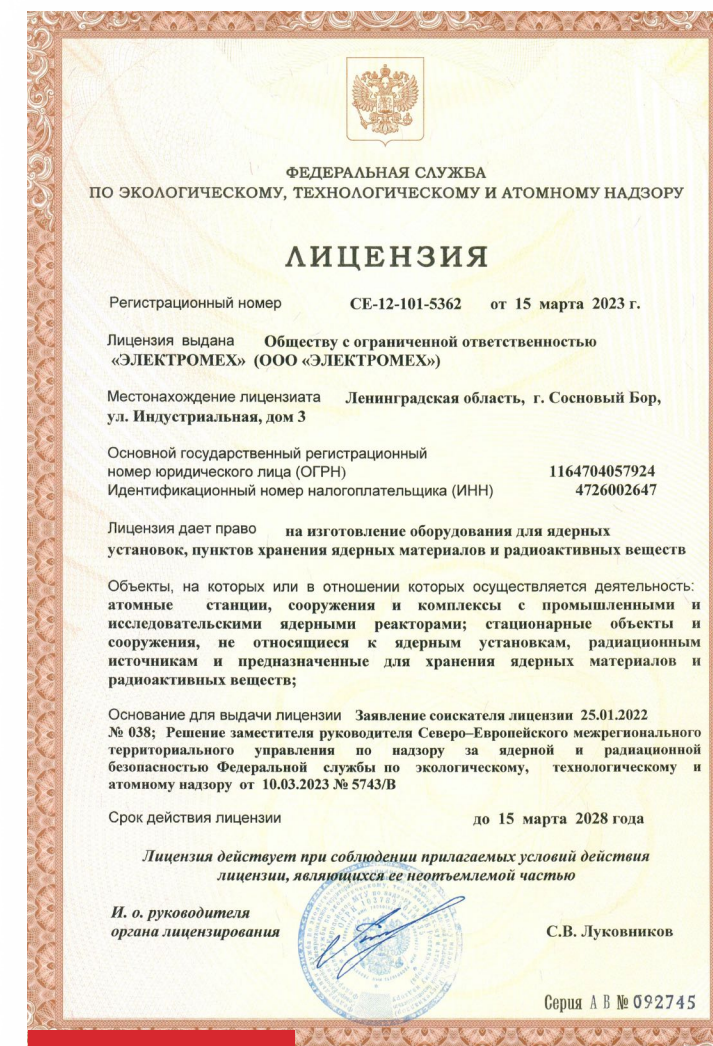 ФЕДЕРАЛЬНАЯ СЛУЖБА
ПО ЭКОЛОГИЧЕСКОМУ, ТЕХНОЛОГИЧЕСКОМУ И АТОМНОМУ НАДЗОРУ
ЛИЦЕНЗИЯ
Регистрационный номер СЕ-12-101-5362 от 15 марта 2023 г.
Лицензия выдана Обществу с ограниченной ответственностью
«ЭЛЕКТРОМЕХ» (ООО «ЭЛЕКТРОМЕХ»)
Местонахождение лицензиата Ленинградская область, г. Сосновый Бор,
ул. Индустриальная, дом 3
Основной государственный регистрационный
номер юридического лица (ОГРН) 1164704057924
Идентификационный номер налогоплательщика (ИНН) 4726002647
Лицензия дает право на изготовление оборудования для ядерных
установок, пунктов хранения ядерных материалов и радиоактивных веществ
Объекты, на которых или в отношении которых осуществляется деятельность:
атомные станции, сооружения и комплексы с промышленными и
исследовательскими ядерными реакторами; стационарные объекты и
сооружения, не относящиеся к ядерным установкам, радиационным
источникам и предназначенные для хранения ядерных материалов и
радиоактивных веществ;
Основание для выдачи лицензии Заявление соискателя лицензии 25.01.2022
№ 038; Решение заместителя руководителя Северо–Европейского межрегионального
территориального управления по надзору за ядерной и радиационной
безопасностью Федеральной службы по экологическому, технологическому и
атомному надзору от 10.03.2023 № 5743/В
Срок действия лицензии до 15 марта 2028 года
Лицензия действует при соблюдении прилагаемых условий действия
лицензии, являющихся ее неотъемлемой частью
И. о. руководителя
органа лицензирования С.В. Луковников
Серия А В № 092745